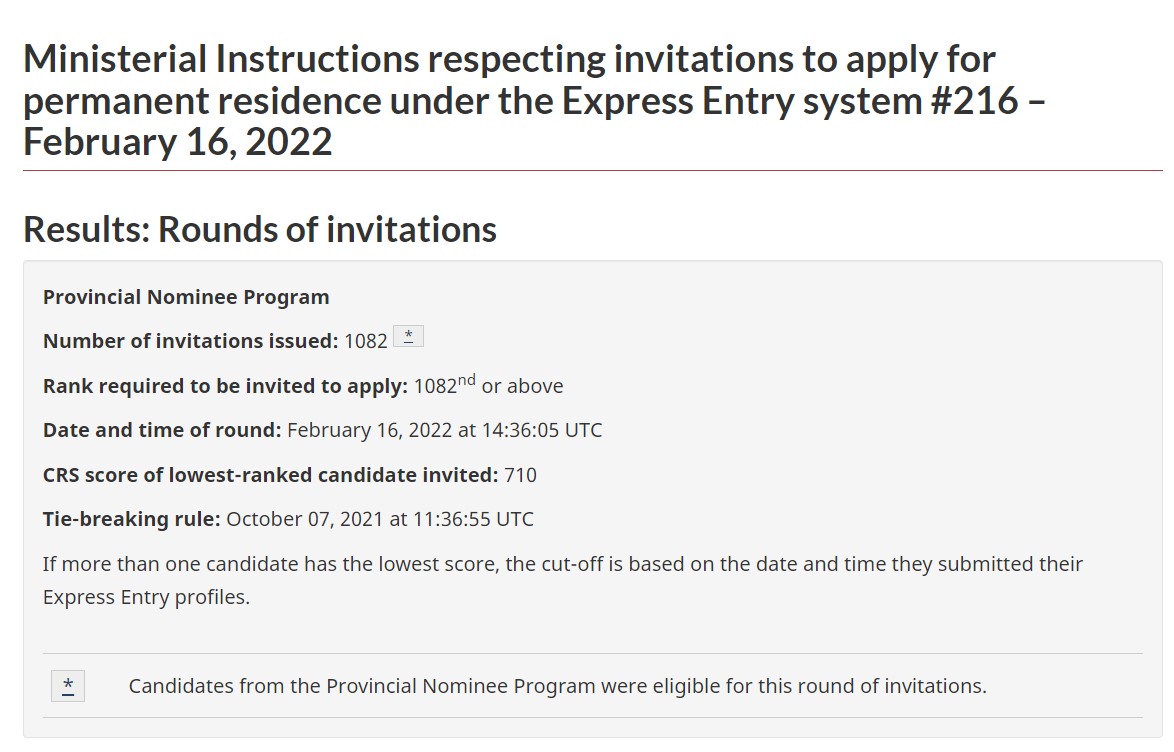 Ministerial Instructions respecting invitations to apply for
permanent residence under the Express Entry system #216 –
February 16, 2022
Results: Rounds of invitations
Provincial Nominee Program
Number of invitations issued: 1082 *
Rank required to be invited to apply: 1082nd or above
Date and time of round: February 16, 2022 at 14:36:05 UTC
CRS score of lowest-ranked candidate invited: 710
Tie-breaking rule: October 07, 2021 at 11:36:55 UTC
If more than one candidate has the lowest score, the cut-off is based on the date and time they submitted their
Express Entry profiles.
* Candidates from the Provincial Nominee Program were eligible for this round of invitations.